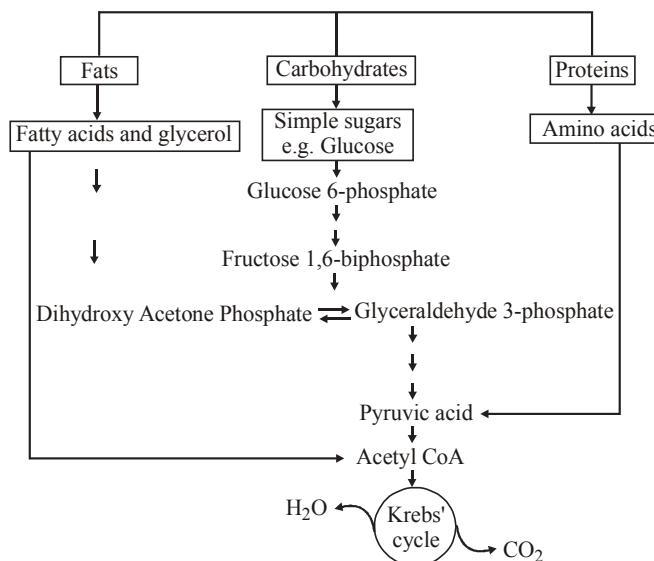 Fats
Carbohydrates
Proteins
Fatty acids and glycerol
Simple sugars
e.g. Glucose
Amino acids
Glucose 6-phosphate
Fructose 1,6-biphosphate
Dihydroxy Acetone Phosphate
Glyceraldehyde 3-phosphate
Pyruvic acid
Acetyl CoA
H₂O
Krebs'
cycle
CO₂